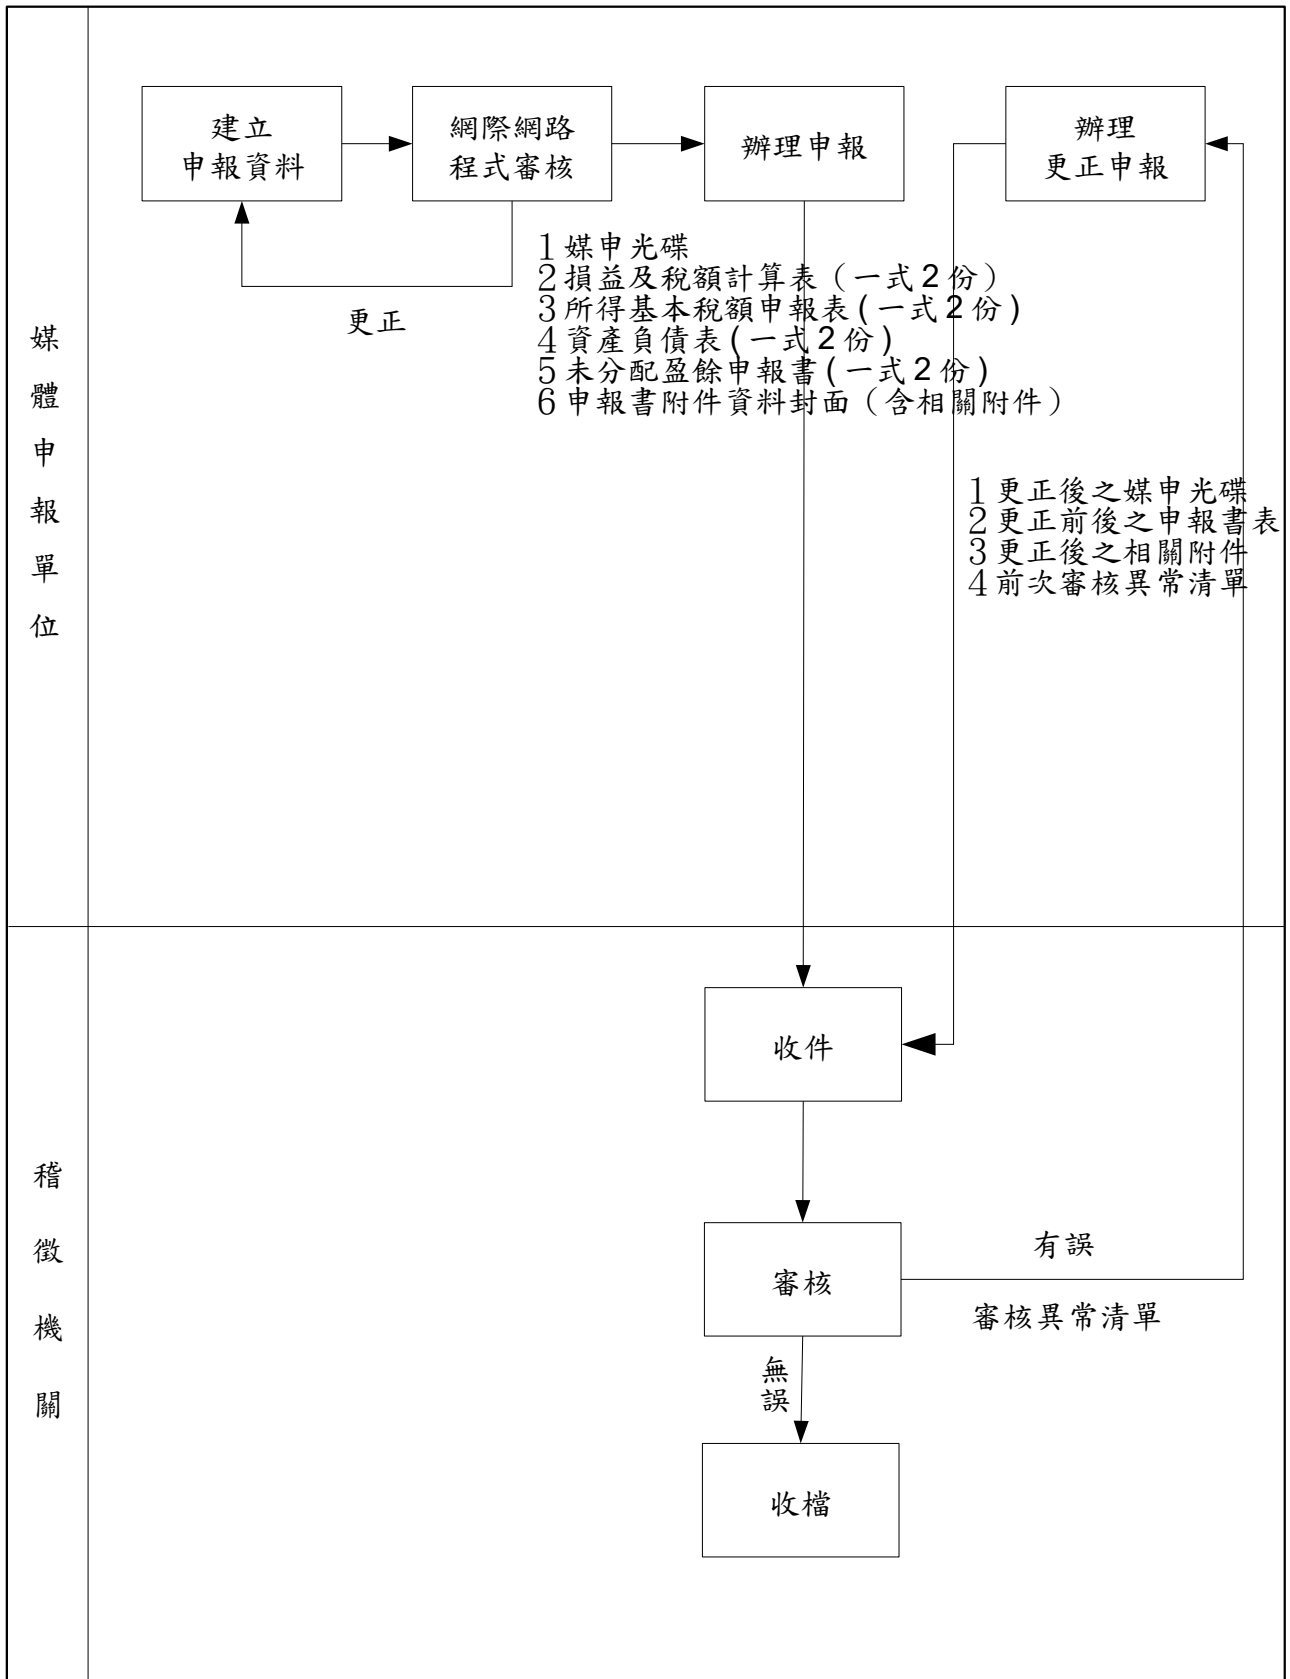 建立
申報資料
網際網路
程式審核
辦理申報
辦理
更正申報
更正
1媒申光碟
2損益及稅額計算表（一式2份）
3所得基本稅額申報表(一式2份)
4資產負債表(一式2份)
5未分配盈餘申報書(一式2份)
6申報書附件資料封面（含相關附件）
1更正後之媒申光碟
2更正前後之申報書表
3更正後之相關附件
4前次審核異常清單
媒體申報單位
收件
審核
有誤
審核異常清單
無誤
收檔
稽徵機關